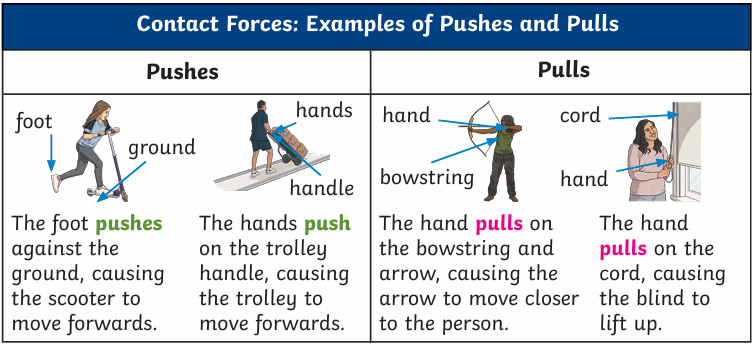 Contact Forces: Examples of Pushes and Pulls
Pushes
foot
ground
The foot pushes
against the
ground, causing
the scooter to
move forwards.
hands
handle
The hands push
on the trolley
handle, causing
the trolley to
move forwards.
Pulls
hand
bowstring
The hand pulls on
the bowstring and
arrow, causing the
arrow to move closer
to the person.
cord
hand
The hand
pulls on the
cord, causing
the blind to
lift up.